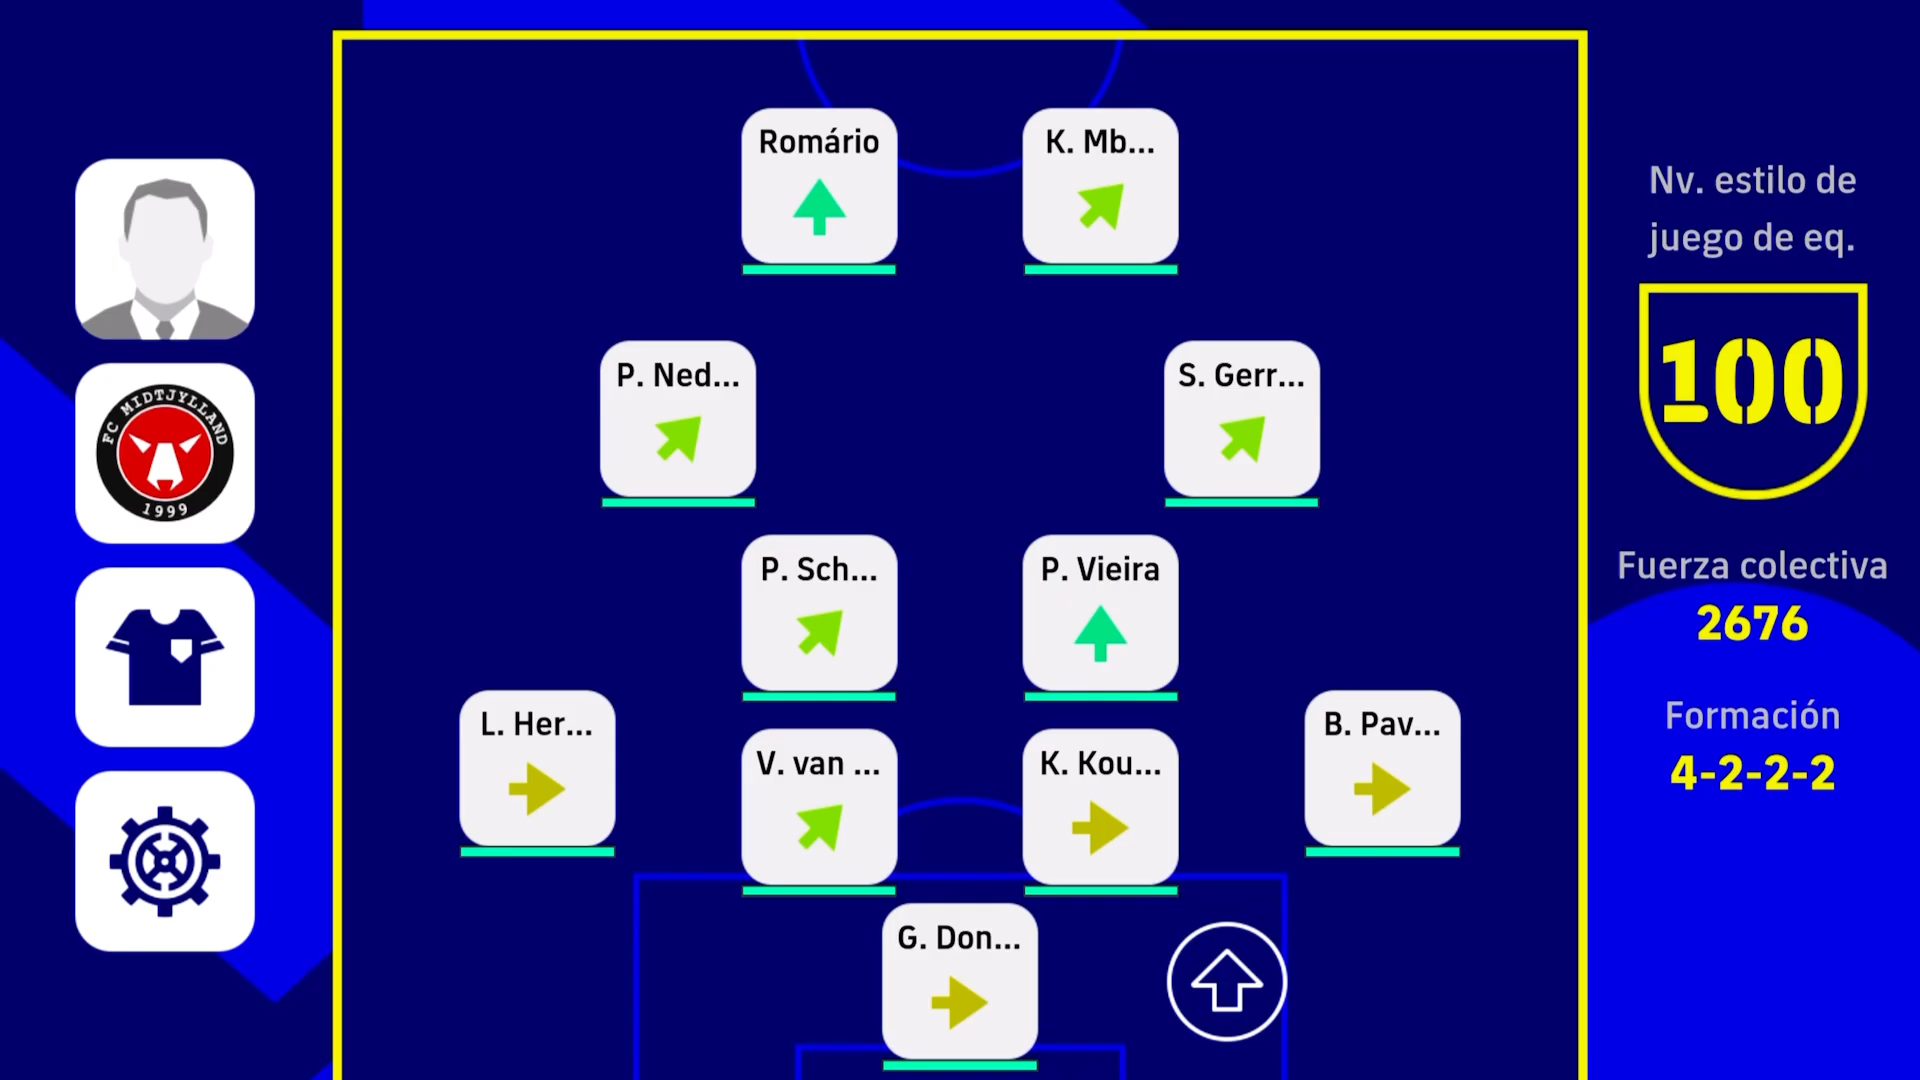 Romário
K. Mb...
P. Ned...
S. Gerr...
P. Sch...
P. Vieira
L. Her...
B. Pav...
V. van ...
K. Kou...
G. Don...
FC MIDTJYLLAND
1999
Nv. estilo de
juego de eq.
100
Fuerza colectiva
2676
Formación
4-2-2-2